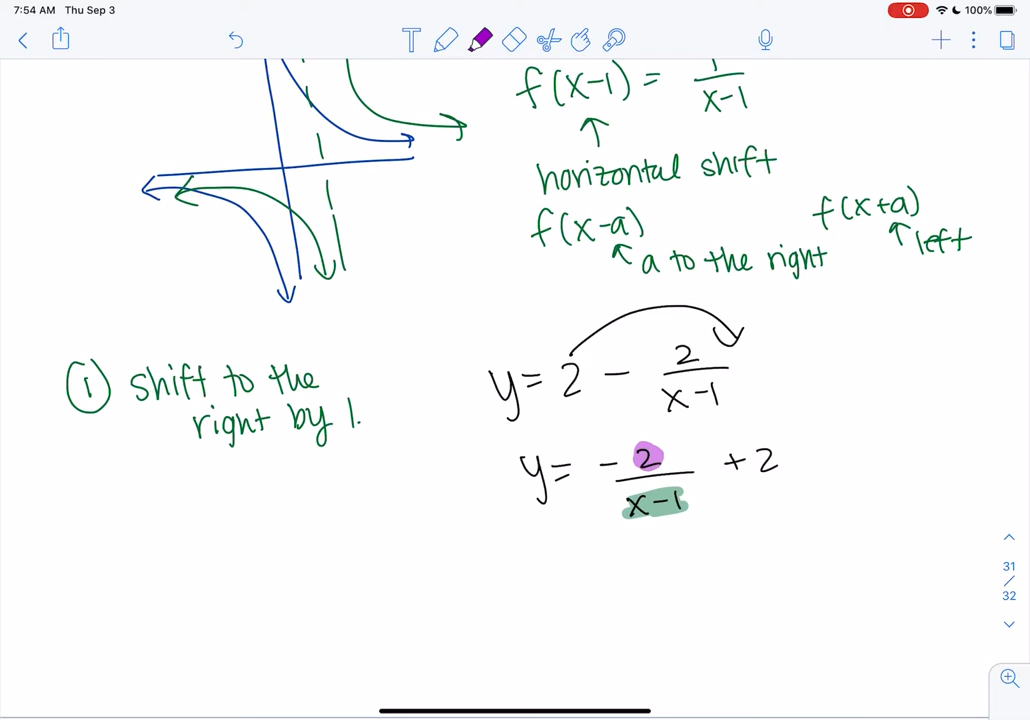 7:54 AM Thu Sep 3
100%
T
f(x-1) = 1/(x-1)
horizontal shift
f(x-a)
f(x+a)
left
a to the right
① shift to the
right by 1.
y = 2 - 2/(x-1)
y = -2/(x-1) + 2
31
/
32